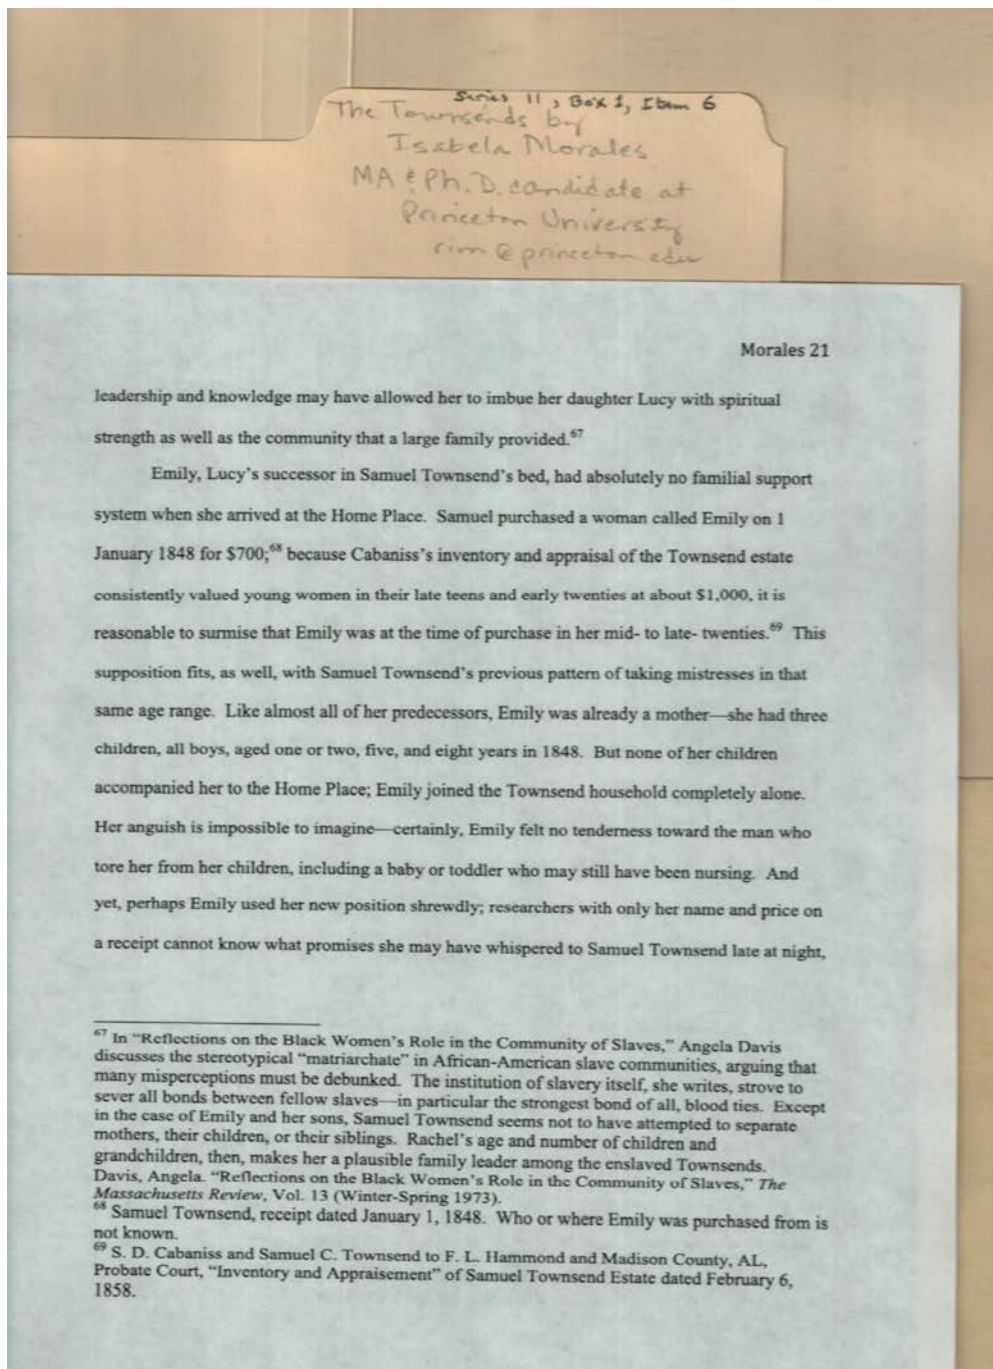 Series II, Box 1, Item 6
The Townsends by
Isabela Morales
MA & Ph.D. candidate at
Princeton University
@princeton.edu
Morales 21
leadership and knowledge may have allowed her to imbue her daughter Lucy with spiritual
strength as well as the community that a large family provided.67
Emily, Lucy's successor in Samuel Townsend's bed, had absolutely no familial support
system when she arrived at the Home Place. Samuel purchased a woman called Emily on 1
January 1848 for $700;68 because Cabaniss's inventory and appraisal of the Townsend estate
consistently valued young women in their late teens and early twenties at about $1,000, it is
reasonable to surmise that Emily was at the time of purchase in her mid- to late- twenties.69 This
supposition fits, as well, with Samuel Townsend's previous pattern of taking mistresses in that
same age range. Like almost all of her predecessors, Emily was already a mother—she had three
children, all boys, aged one or two, five, and eight years in 1848. But none of her children
accompanied her to the Home Place; Emily joined the Townsend household completely alone.
Her anguish is impossible to imagine—certainly, Emily felt no tenderness toward the man who
tore her from her children, including a baby or toddler who may still have been nursing. And
yet, perhaps Emily used her new position shrewdly; researchers with only her name and price on
a receipt cannot know what promises she may have whispered to Samuel Townsend late at night,
67 In "Reflections on the Black Women's Role in the Community of Slaves," Angela Davis
discusses the stereotypical "matriarchate" in African-American slave communities, arguing that
many misperceptions must be debunked. The institution of slavery itself, she writes, strove to
sever all bonds between fellow slaves—in particular the strongest bond of all, blood ties. Except
in the case of Emily and her sons, Samuel Townsend seems not to have attempted to separate
mothers, their children, or their siblings. Rachel's age and number of children and
grandchildren, then, makes her a plausible family leader among the enslaved Townsends.
Davis, Angela. "Reflections on the Black Women's Role in the Community of Slaves," The
Massachusetts Review, Vol. 13 (Winter-Spring 1973).
68 Samuel Townsend, receipt dated January 1, 1848. Who or where Emily was purchased from is
not known.
69 S. D. Cabaniss and Samuel C. Townsend to F. L. Hammond and Madison County, AL,
Probate Court, "Inventory and Appraisement" of Samuel Townsend Estate dated February 6,
1858.